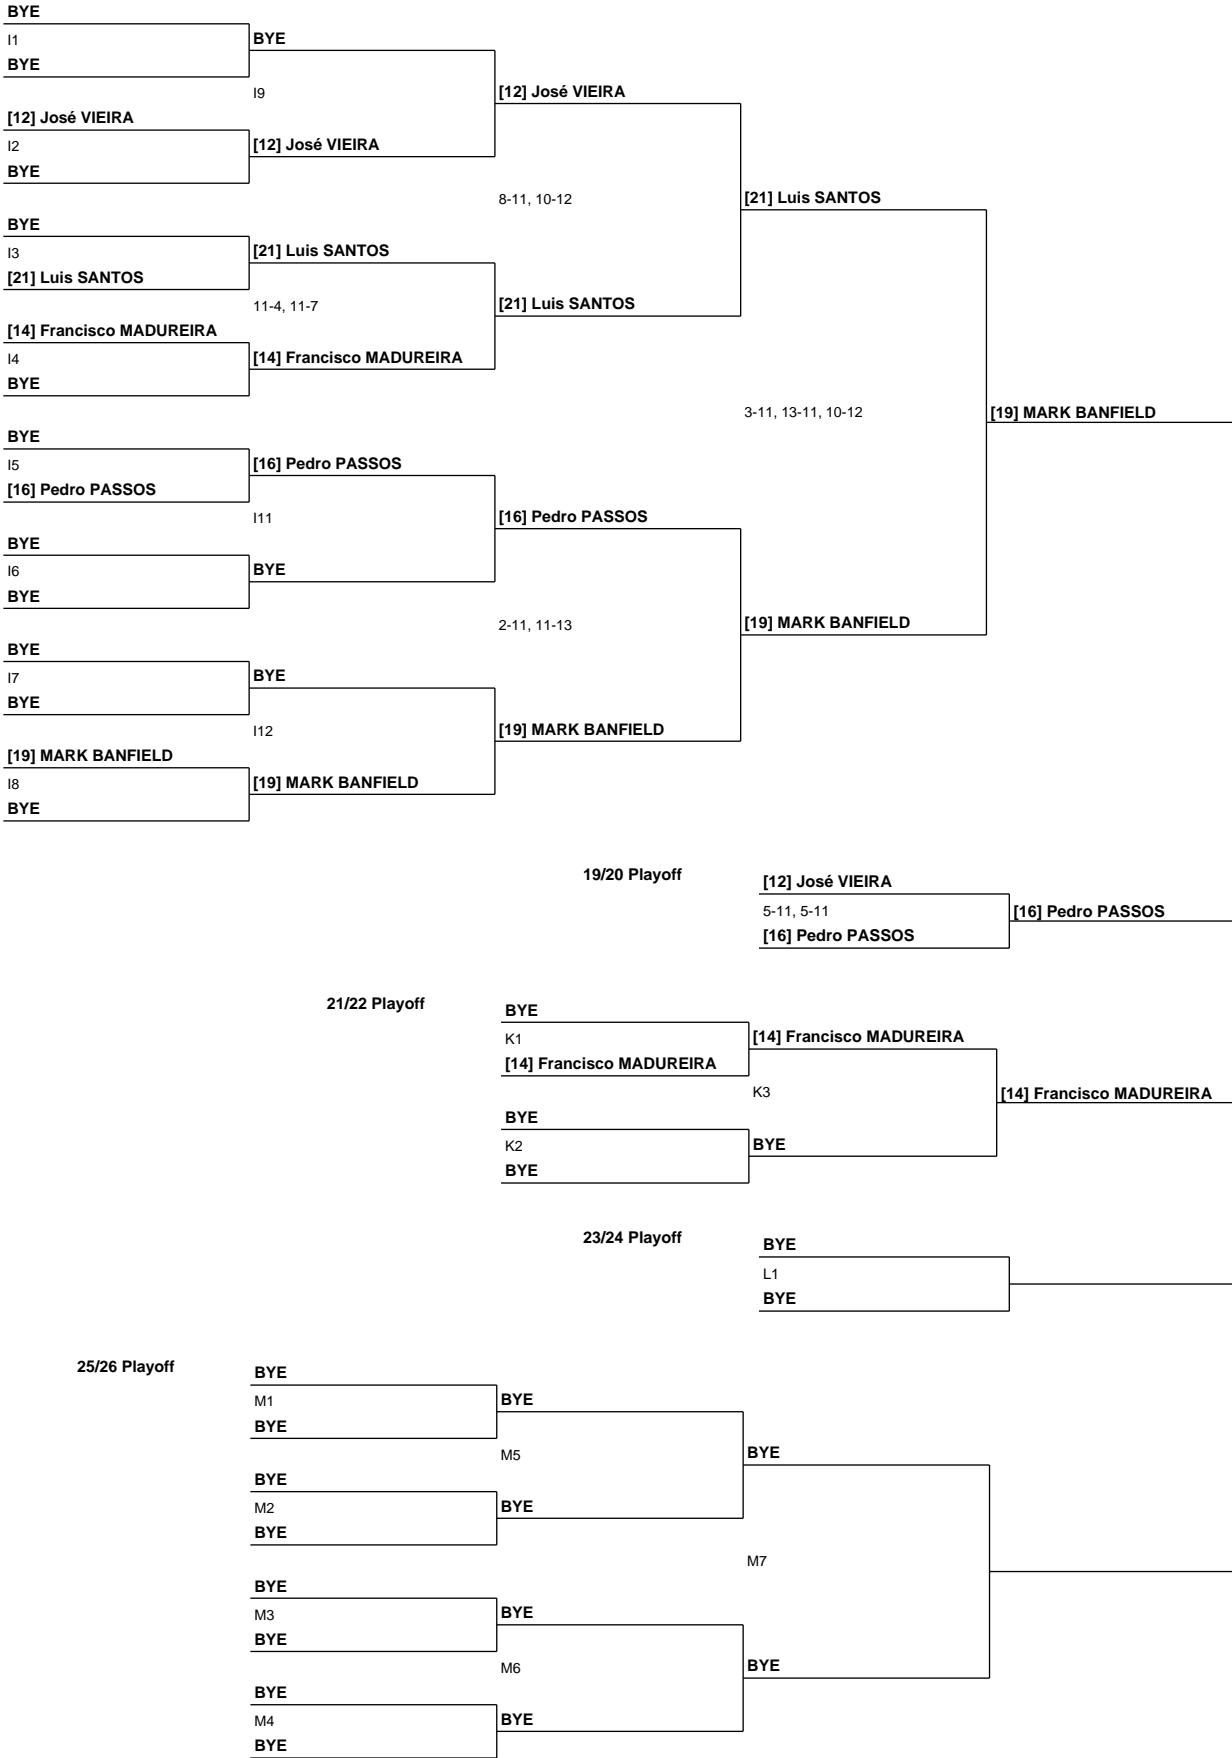 BYE
I1
BYE
BYE
I9
[12] José VIEIRA
[12] José VIEIRA
I2
[12] José VIEIRA
BYE
8-11, 10-12
[21] Luis SANTOS
BYE
I3
[21] Luis SANTOS
[21] Luis SANTOS
11-4, 11-7
[21] Luis SANTOS
[14] Francisco MADUREIRA
I4
[14] Francisco MADUREIRA
BYE
3-11, 13-11, 10-12
[19] MARK BANFIELD
BYE
I5
[16] Pedro PASSOS
[16] Pedro PASSOS
I11
[16] Pedro PASSOS
BYE
I6
BYE
BYE
2-11, 11-13
[19] MARK BANFIELD
BYE
I7
BYE
BYE
I12
[19] MARK BANFIELD
[19] MARK BANFIELD
I8
[19] MARK BANFIELD
BYE
19/20 Playoff
[12] José VIEIRA
5-11, 5-11
[16] Pedro PASSOS
[16] Pedro PASSOS
21/22 Playoff
BYE
K1
[14] Francisco MADUREIRA
[14] Francisco MADUREIRA
K3
[14] Francisco MADUREIRA
BYE
K2
BYE
BYE
23/24 Playoff
BYE
L1
BYE
25/26 Playoff
BYE
M1
BYE
BYE
M5
BYE
BYE
M2
BYE
BYE
M7
BYE
M3
BYE
BYE
M6
BYE
BYE
M4
BYE
BYE